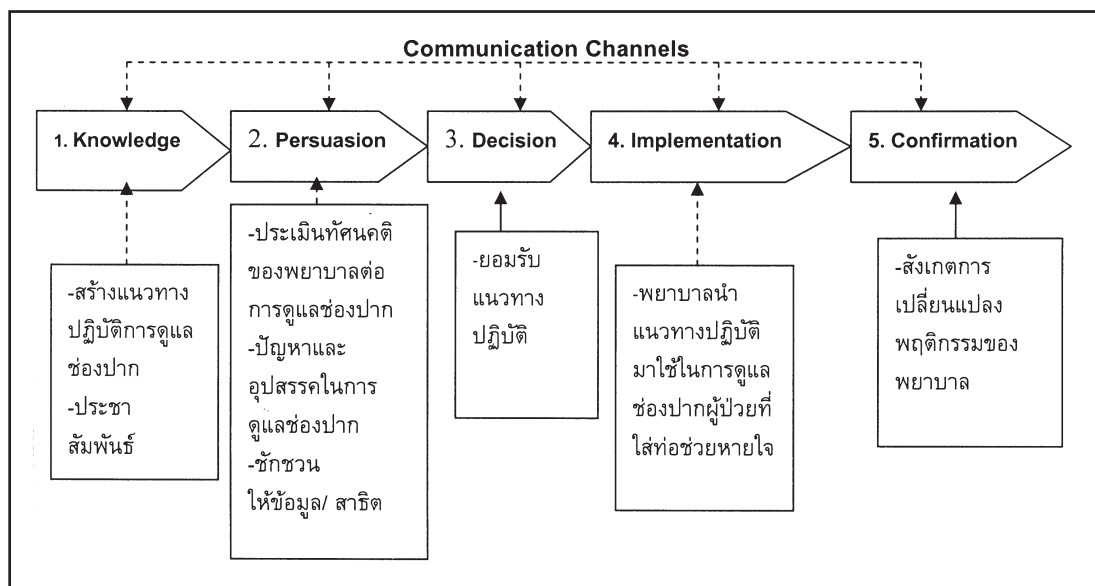 Communication Channels
1. Knowledge
2. Persuasion
3. Decision
4. Implementation
5. Confirmation
-สร้างแนวทาง
ปฏิบัติการดูแล
ช่องปาก
-ประชา
สัมพันธ์
-ประเมินทัศนคติ
ของพยาบาลต่อ
การดูแลช่องปาก
-ปัญหาและ
อุปสรรคในการ
ดูแลช่องปาก
-ชักชวน
ให้ข้อมูล/ สาธิต
-ยอมรับ
แนวทาง
ปฏิบัติ
-พยาบาลนำ
แนวทางปฏิบัติ
มาใช้ในการดูแล
ช่องปากผู้ป่วยที่
ใส่ท่อช่วยหายใจ
-สังเกตการ
เปลี่ยนแปลง
พฤติกรรมของ
พยาบาล